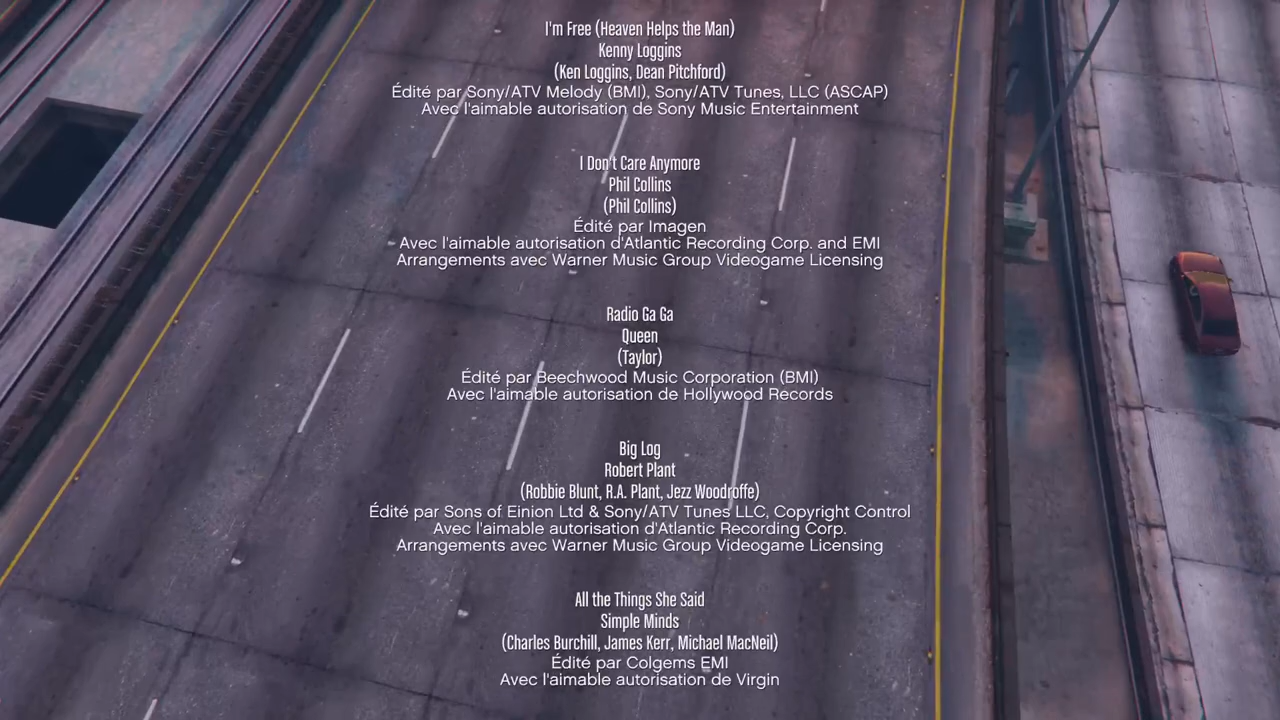 I'm Free (Heaven Helps the Man)
Kenny Loggins
(Ken Loggins, Dean Pitchford)
Édité par Sony/ATV Melody (BMI), Sony/ATV Tunes, LLC (ASCAP)
Avec l'aimable autorisation de Sony Music Entertainment
I Don't Care Anymore
Phil Collins
(Phil Collins)
Édité par Imagen
Avec l'aimable autorisation d'Atlantic Recording Corp. and EMI
Arrangements avec Warner Music Group Videogame Licensing
Radio Ga Ga
Queen
(Taylor)
Édité par Beechwood Music Corporation (BMI)
Avec l'aimable autorisation de Hollywood Records
Big Log
Robert Plant
(Robbie Blunt, R.A. Plant, Jezz Woodroffe)
Édité par Sons of Einion Ltd & Sony/ATV Tunes LLC, Copyright Control
Avec l'aimable autorisation d'Atlantic Recording Corp.
Arrangements avec Warner Music Group Videogame Licensing
All the Things She Said
Simple Minds
(Charles Burchill, James Kerr, Michael MacNeil)
Édité par Colgems EMI
Avec l'aimable autorisation de Virgin